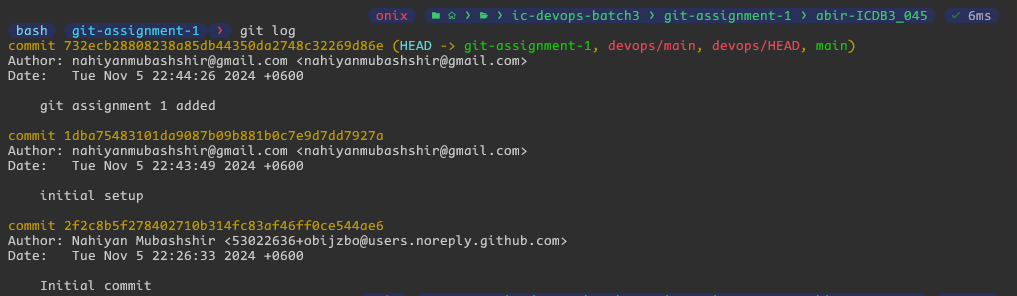 onix ic-devops-batch3 ❯ git-assignment-1 ❯ abir-ICDB3_045 ✓ 6ms
bash git-assignment-1 ❯ git log
commit 732ecb28808238a85db44350da2748c32269d86e (HEAD -> git-assignment-1, devops/main, devops/HEAD, main)
Author: nahiyanmubashshir@gmail.com <nahiyanmubashshir@gmail.com>
Date:   Tue Nov 5 22:44:26 2024 +0600
git assignment 1 added
commit 1dba75483101da9087b09b881b0c7e9d7dd7927a
Author: nahiyanmubashshir@gmail.com <nahiyanmubashshir@gmail.com>
Date:   Tue Nov 5 22:43:49 2024 +0600
initial setup
commit 2f2c8b5f278402710b314fc83af46ff0ce544ae6
Author: Nahiyan Mubashshir <53022636+obijzbo@users.noreply.github.com>
Date:   Tue Nov 5 22:26:33 2024 +0600
Initial commit